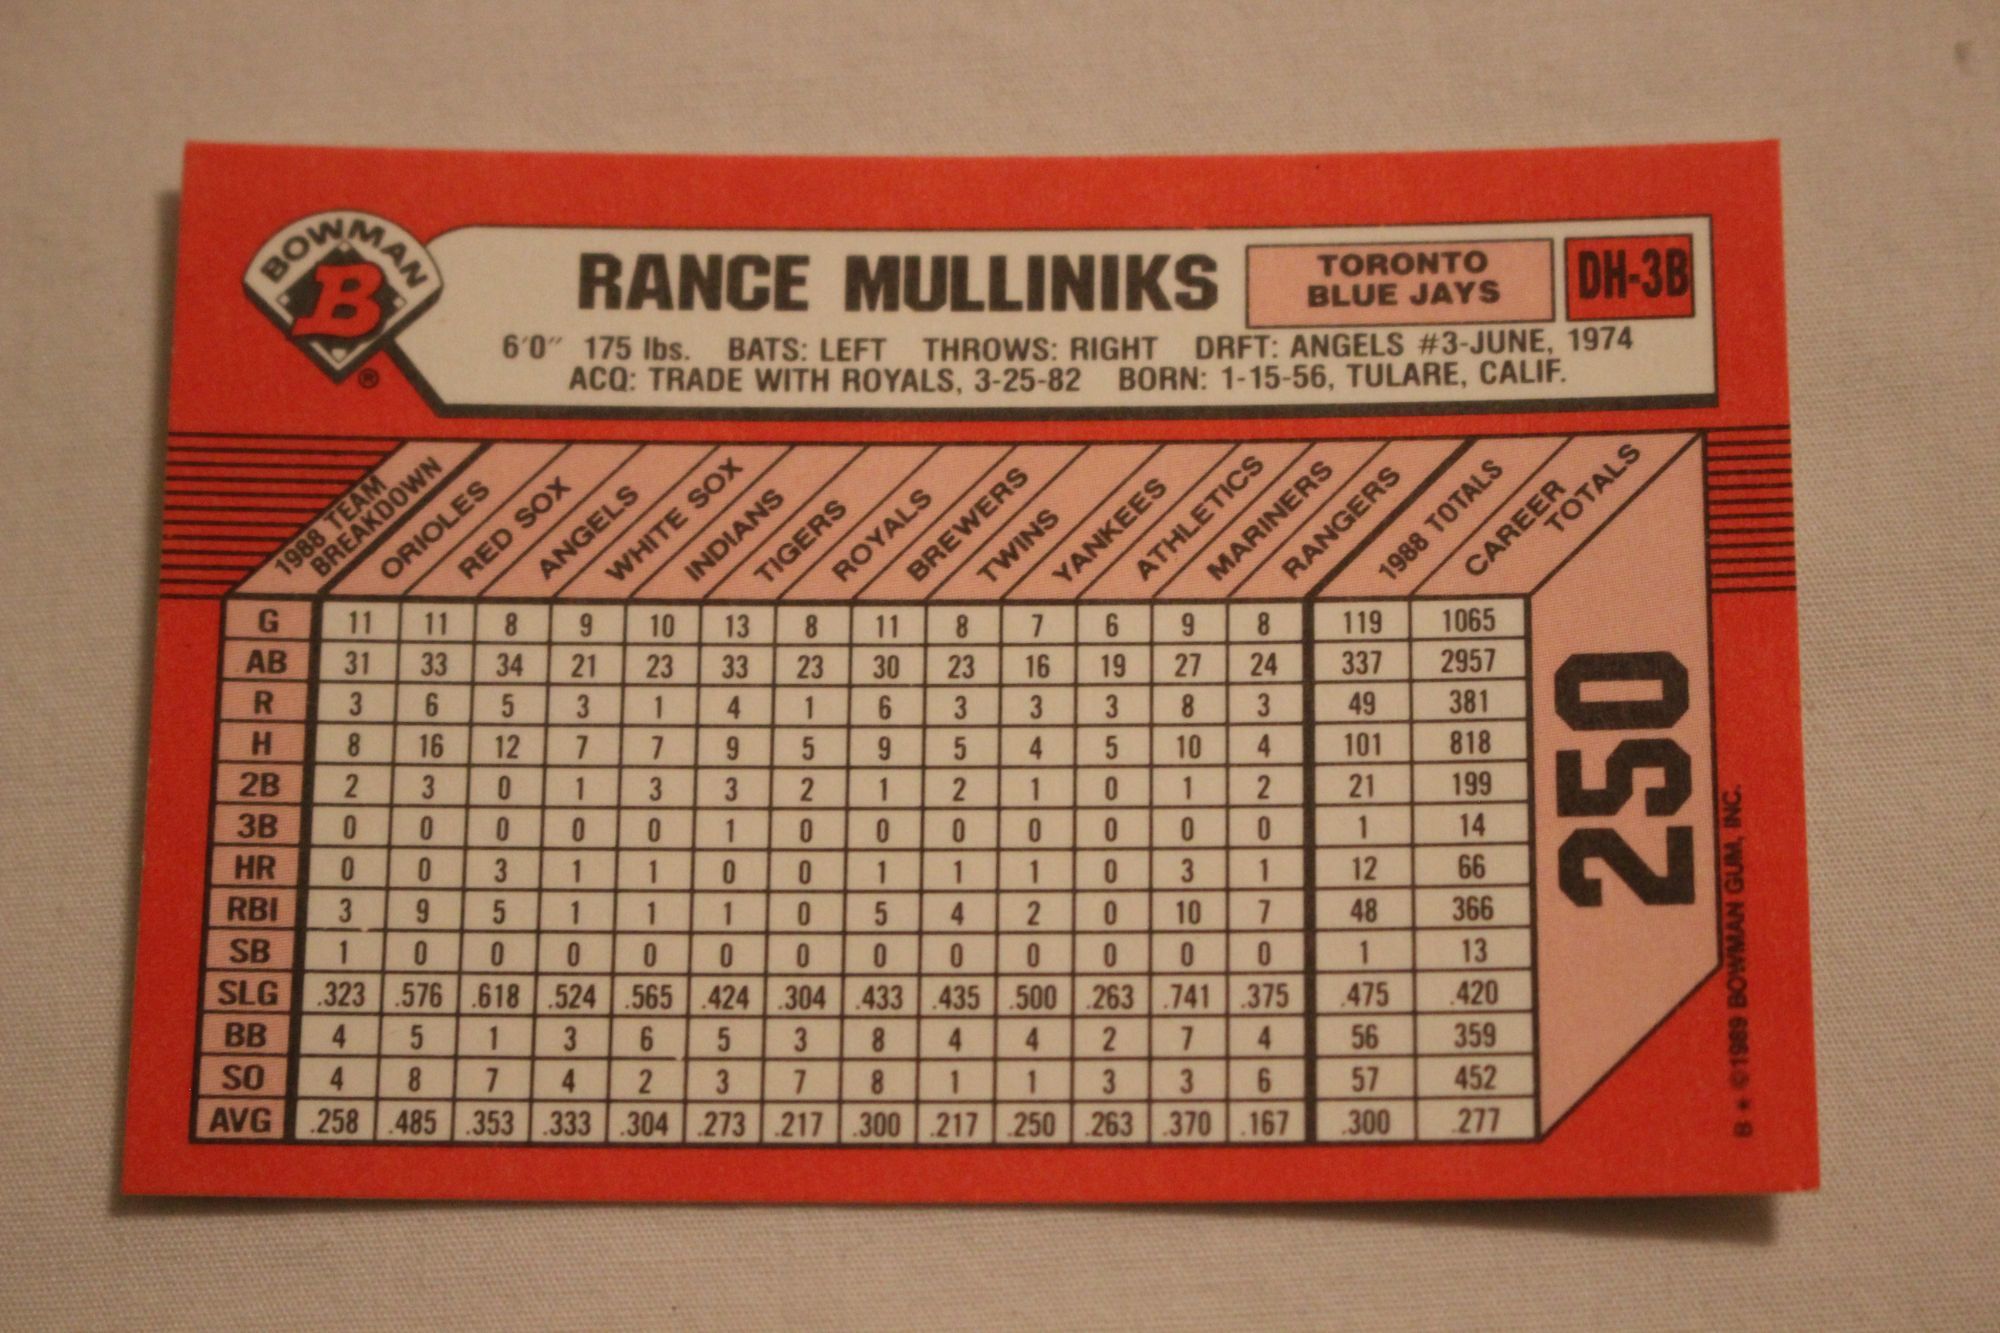 BOWMAN
B
®
RANCE MULLINIKS
TORONTO
BLUE JAYS
DH-3B
6'0" 175 lbs. BATS: LEFT THROWS: RIGHT DRFT: ANGELS #3-JUNE, 1974
ACQ: TRADE WITH ROYALS, 3-25-82 BORN: 1-15-56, TULARE, CALIF.
1988 TEAM
BREAKDOWN
ORIOLES
RED SOX
ANGELS
WHITE SOX
INDIANS
TIGERS
ROYALS
BREWERS
TWINS
YANKEES
ATHLETICS
MARINERS
RANGERS
1988 TOTALS
CAREER
TOTALS
G 11 11 8 9 10 13 8 11 8 7 6 9 8 119 1065
AB 31 33 34 21 23 33 23 30 23 16 19 27 24 337 2957
R 3 6 5 3 1 4 1 6 3 3 3 8 3 49 381
H 8 16 12 7 7 9 5 9 5 4 5 10 4 101 818
2B 2 3 0 1 3 3 2 1 2 1 0 1 2 21 199
3B 0 0 0 0 0 1 0 0 0 0 0 0 0 1 14
HR 0 0 3 1 1 0 0 1 1 1 0 3 1 12 66
RBI 3 9 5 1 1 1 0 5 4 2 0 10 7 48 366
SB 1 0 0 0 0 0 0 0 0 0 0 0 0 1 13
SLG .323 .576 .618 .524 .565 .424 .304 .433 .435 .500 .263 .741 .375 .475 .420
BB 4 5 1 3 6 5 3 8 4 4 2 7 4 56 359
SO 4 8 7 4 2 3 7 8 1 1 3 3 6 57 452
AVG .258 .485 .353 .333 .304 .273 .217 .300 .217 .250 .263 .370 .167 .300 .277
250
B * ©1989 BOWMAN GUM, INC.